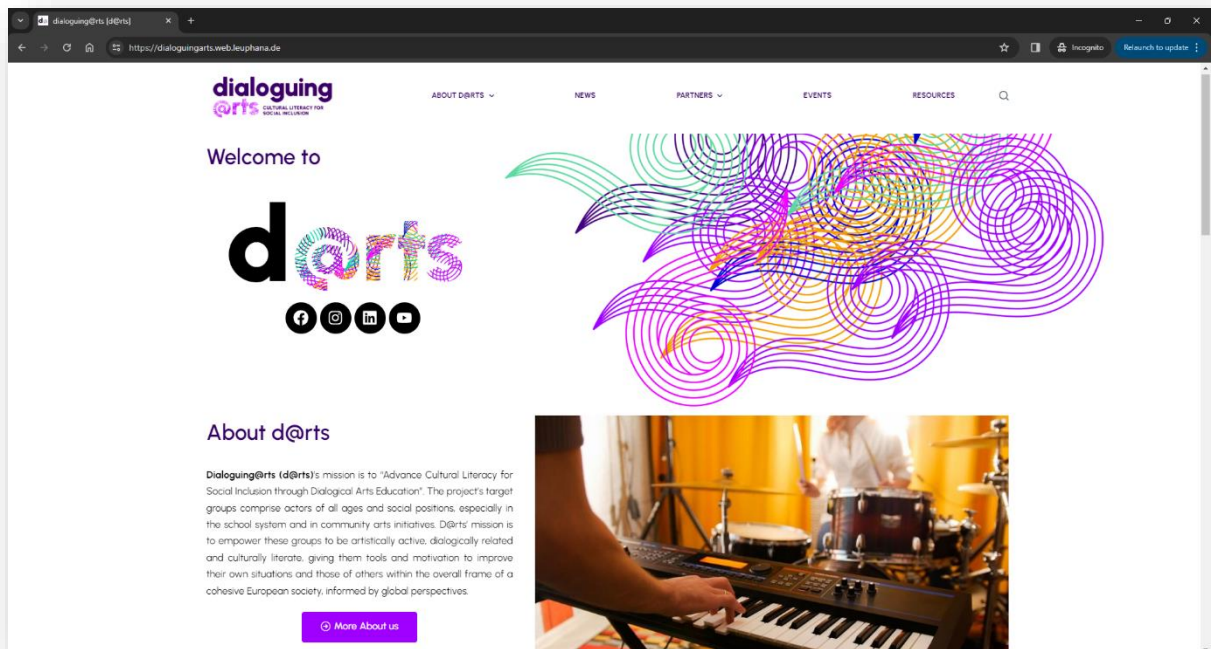 dialoguing@rts [d@rts]
https://dialoguingarts.web.leuphana.de
Incognito
Relaunch to update
dialoguing
@rts CULTURAL LITERACY FOR
SOCIAL INCLUSION
ABOUT D@RTS
NEWS
PARTNERS
EVENTS
RESOURCES
Welcome to
d@rts
About d@rts
Dialoguing@rts (d@rts)'s mission is to "Advance Cultural Literacy for
Social Inclusion through Dialogical Arts Education". The project's target
groups comprise actors of all ages and social positions, especially in
the school system and in community arts initiatives. D@rts' mission is
to empower these groups to be artistically active, dialogically related
and culturally literate, giving them tools and motivation to improve
their own situations and those of others within the overall frame of a
cohesive European society, informed by global perspectives.
More About us